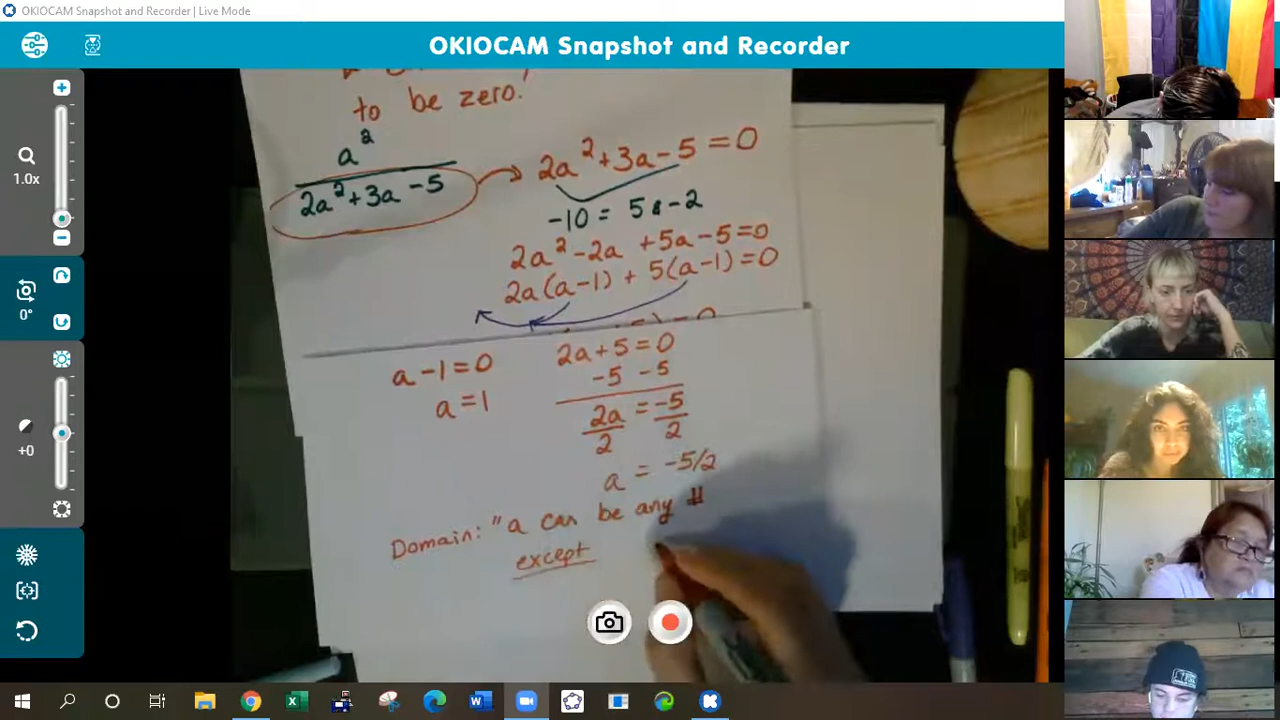 OKIOCAM Snapshot and Recorder | Live Mode
OKIOCAM Snapshot and Recorder
1.0x
0°
+0
to be zero!
a²
2a²+3a-5
2a²+3a-5=0
-10 = 5•-2
2a²-2a +5a-5=0
2a(a-1) + 5(a-1)=0
a-1=0
a=1
2a+5=0
-5 -5
2a = -5
2 2
a = -5/2
Domain: "a can be any #
except